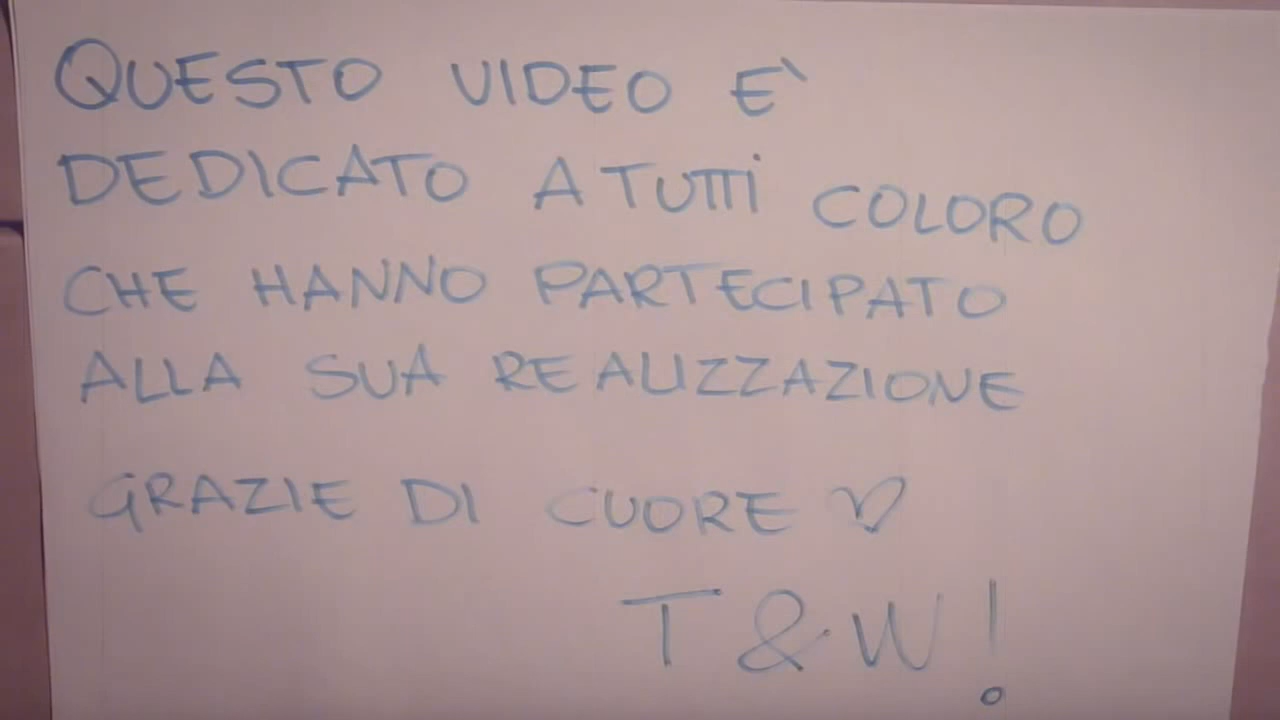 QUESTO VIDEO E`
DEDICATO A TUTTi COLORO
CHE HANNO PARTECIPATO
ALLA SUA REALIZZAZIONE
GRAZIE DI CUORE ♡
T & W !